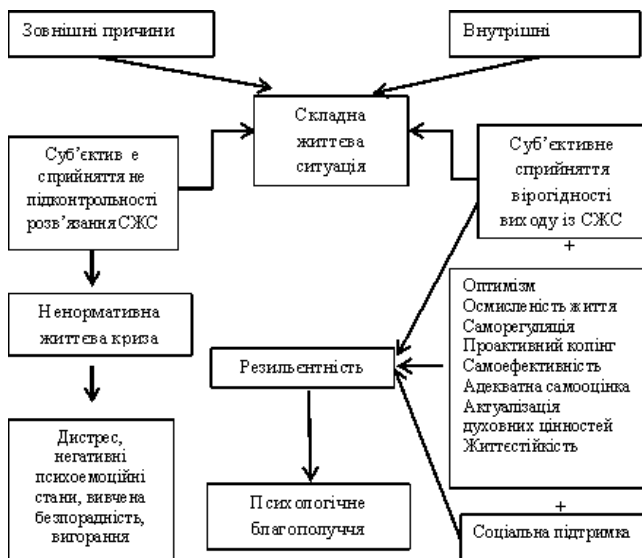 Зовнішні причини
Внутрішні
Складна
життєва
ситуація
Суб’єктив е
сприйняття не
підконтрольності
розв’язання СЖС
Суб’єктивне
сприйняття
вірогідності
виходу із СЖС
+
Ненормативна
життєва криза
Оптимізм
Осмисленість життя
Саморегуляція
Проактивний копінг
Самоефективність
Адекватна самооцінка
Актуалізація
духовних цінностей
Життєстійкість
Резильєнтність
Дистрес,
негативні
психоемоційні
стани, вивчена
безпорадність,
вигорання
Психологічне
благополуччя
+
Соціальна підтримка